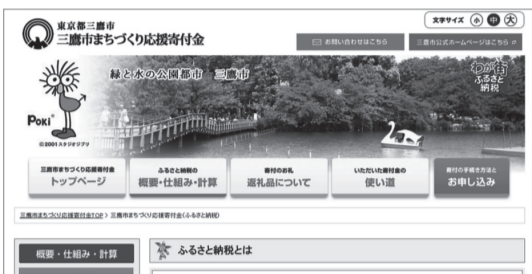 東京都三鷹市
三鷹市まちづくり応援寄付金
文字サイズ 小 中 大
お問い合わせはこちら
三鷹市公式ホームページはこちら
緑と水の公園都市 三鷹市
わが街
ふるさと
納税
POKI
©2001 スタジオジブリ
三鷹市まちづくり応援寄付金
トップページ
ふるさと納税の
概要・仕組み・計算
寄付のお礼
返礼品について
いただいた寄付金の
使い道
寄付の手続き方法と
お申し込み
三鷹市まちづくり応援寄付金TOP > 三鷹市まちづくり応援寄付金(ふるさと納税)
概要・仕組み・計算
ふるさと納税とは